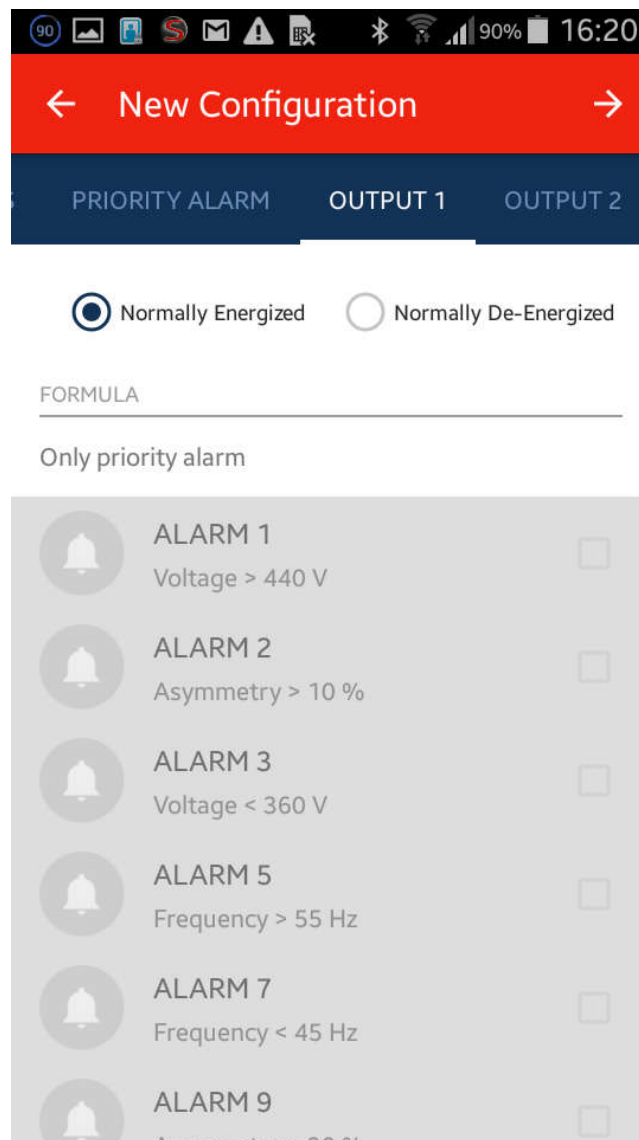 90 90% 16:20
New Configuration
PRIORITY ALARM OUTPUT 1 OUTPUT 2
Normally Energized Normally De-Energized
FORMULA
Only priority alarm
ALARM 1
Voltage > 440 V
ALARM 2
Asymmetry > 10 %
ALARM 3
Voltage < 360 V
ALARM 5
Frequency > 55 Hz
ALARM 7
Frequency < 45 Hz
ALARM 9